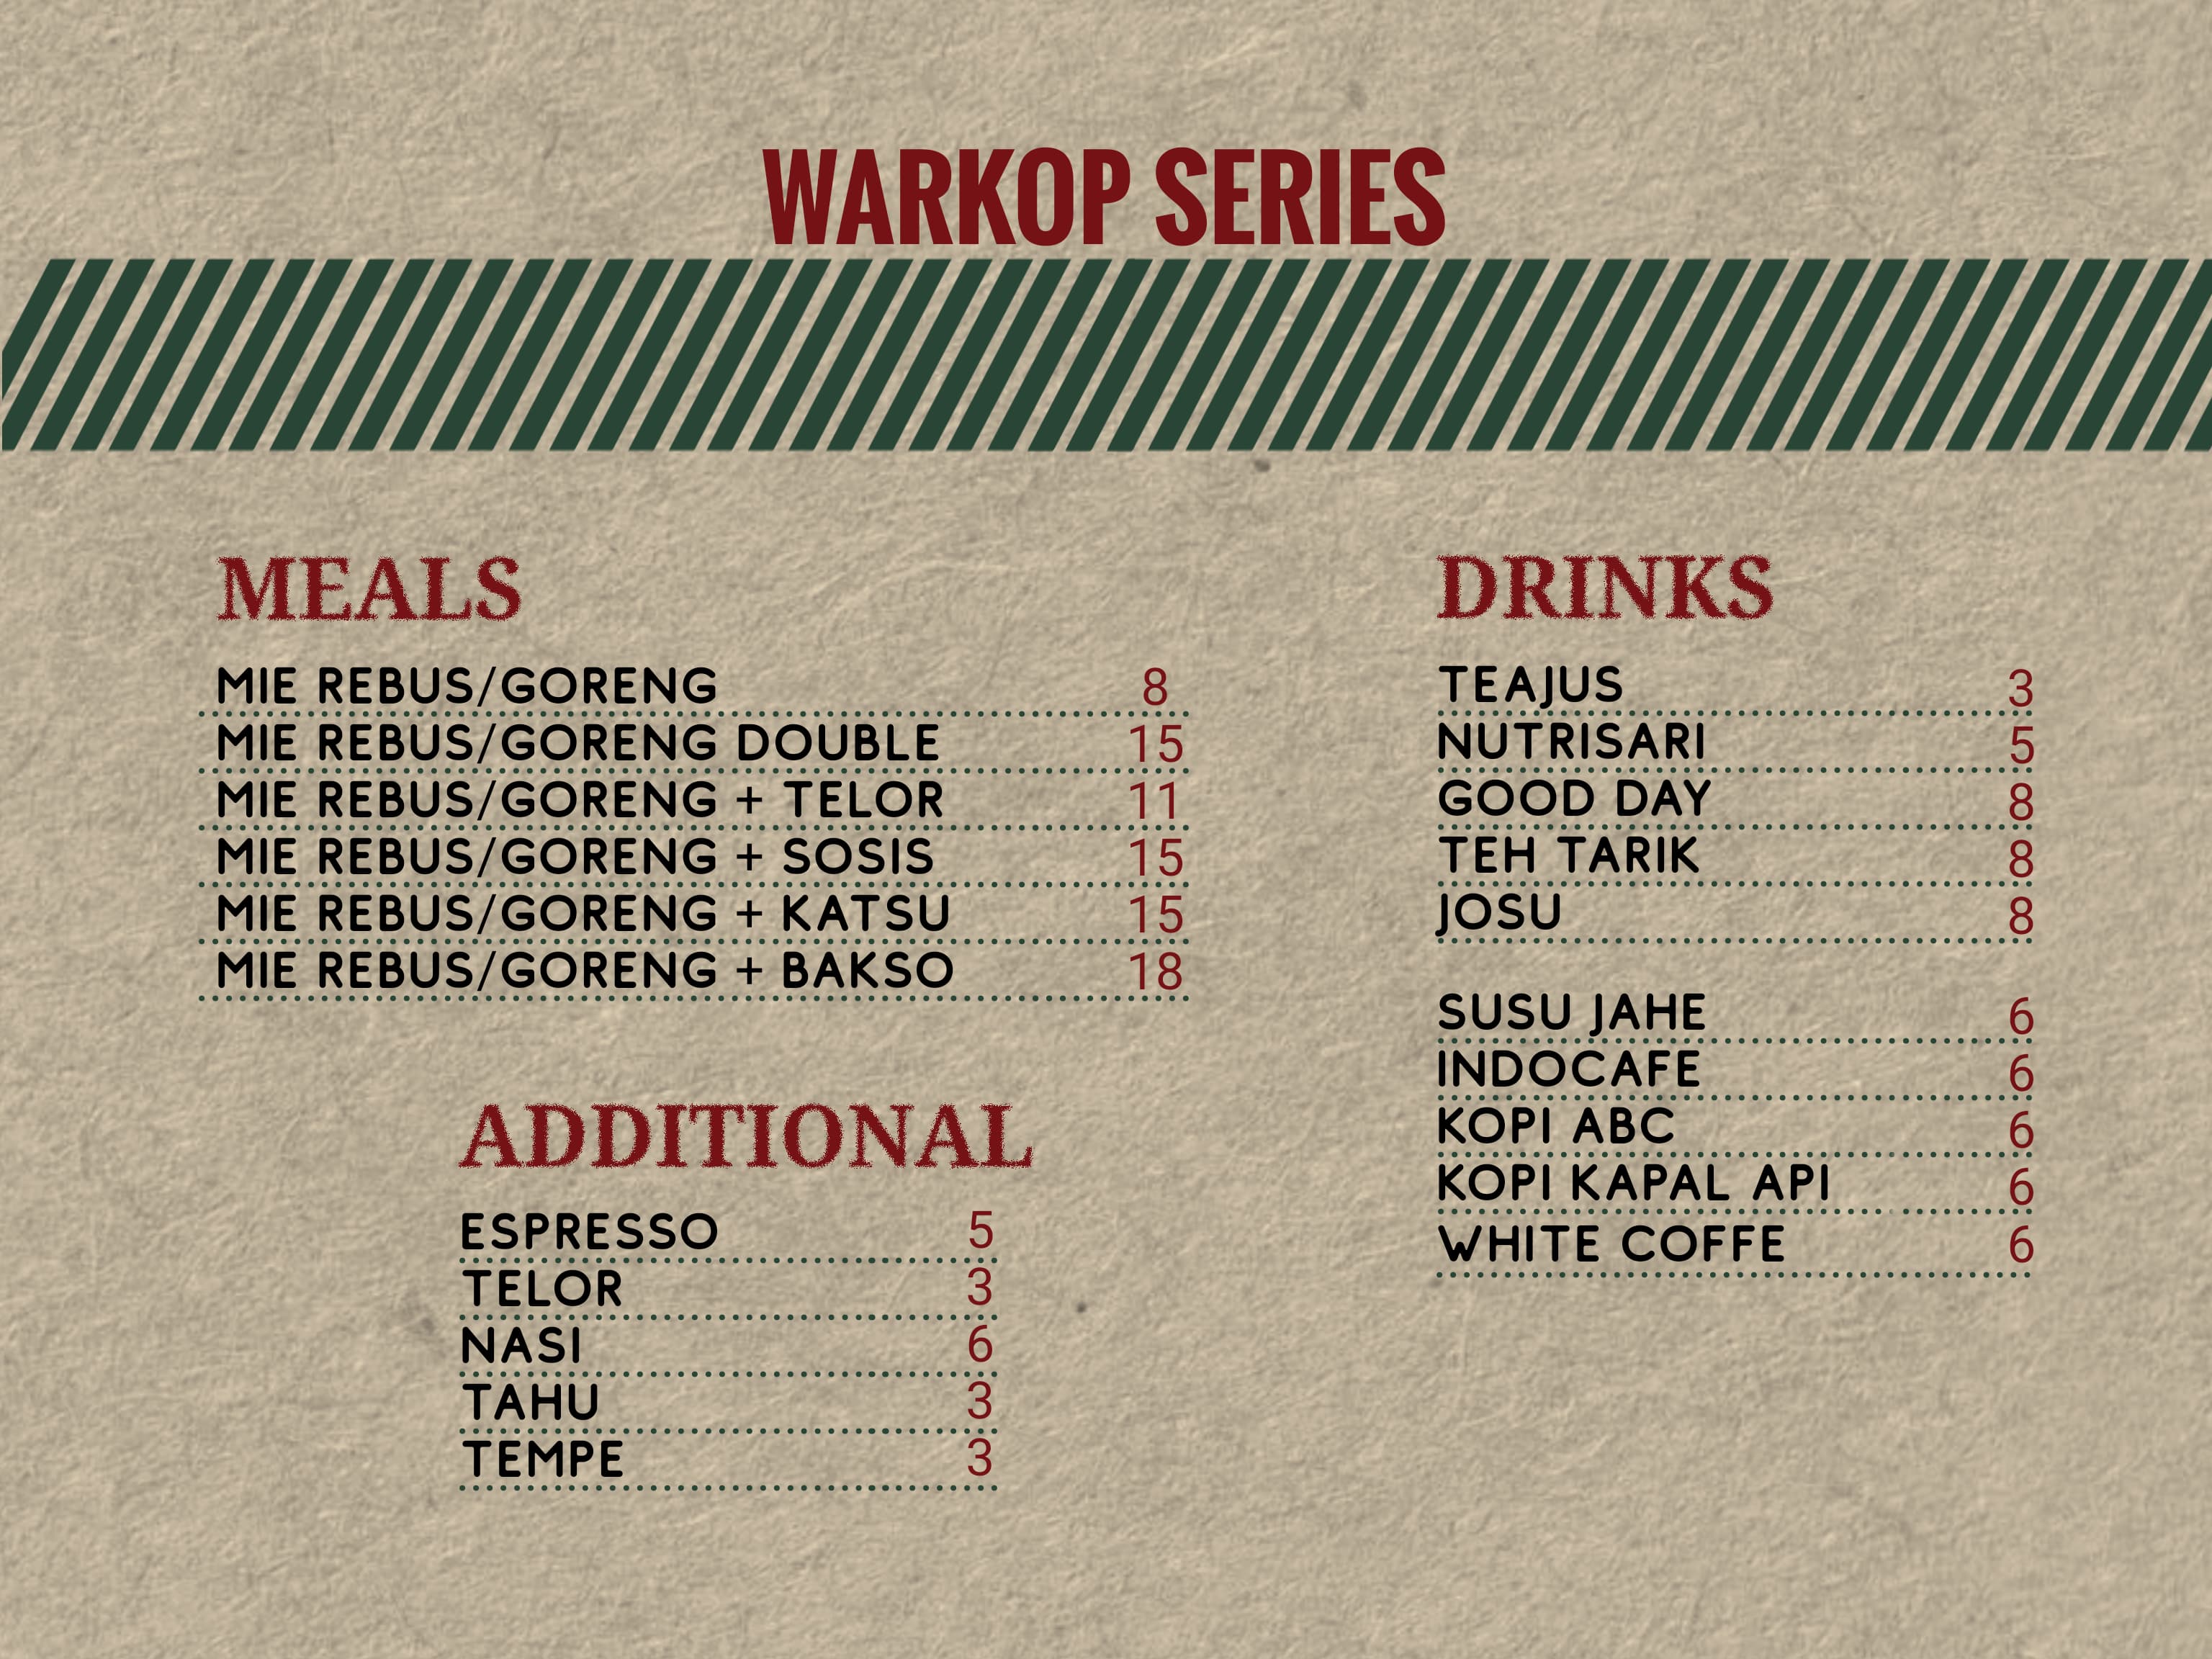 WARKOP SERIES
MEALS
MIE REBUS/GORENG 8
MIE REBUS/GORENG DOUBLE 15
MIE REBUS/GORENG + TELOR 11
MIE REBUS/GORENG + SOSIS 15
MIE REBUS/GORENG + KATSU 15
MIE REBUS/GORENG + BAKSO 18
ADDITIONAL
ESPRESSO 5
TELOR 3
NASI 6
TAHU 3
TEMPE 3
DRINKS
TEAJUS 3
NUTRISARI 5
GOOD DAY 8
TEH TARIK 8
JOSU 8
SUSU JAHE 6
INDOCAFE 6
KOPI ABC 6
KOPI KAPAL API 6
WHITE COFFE 6